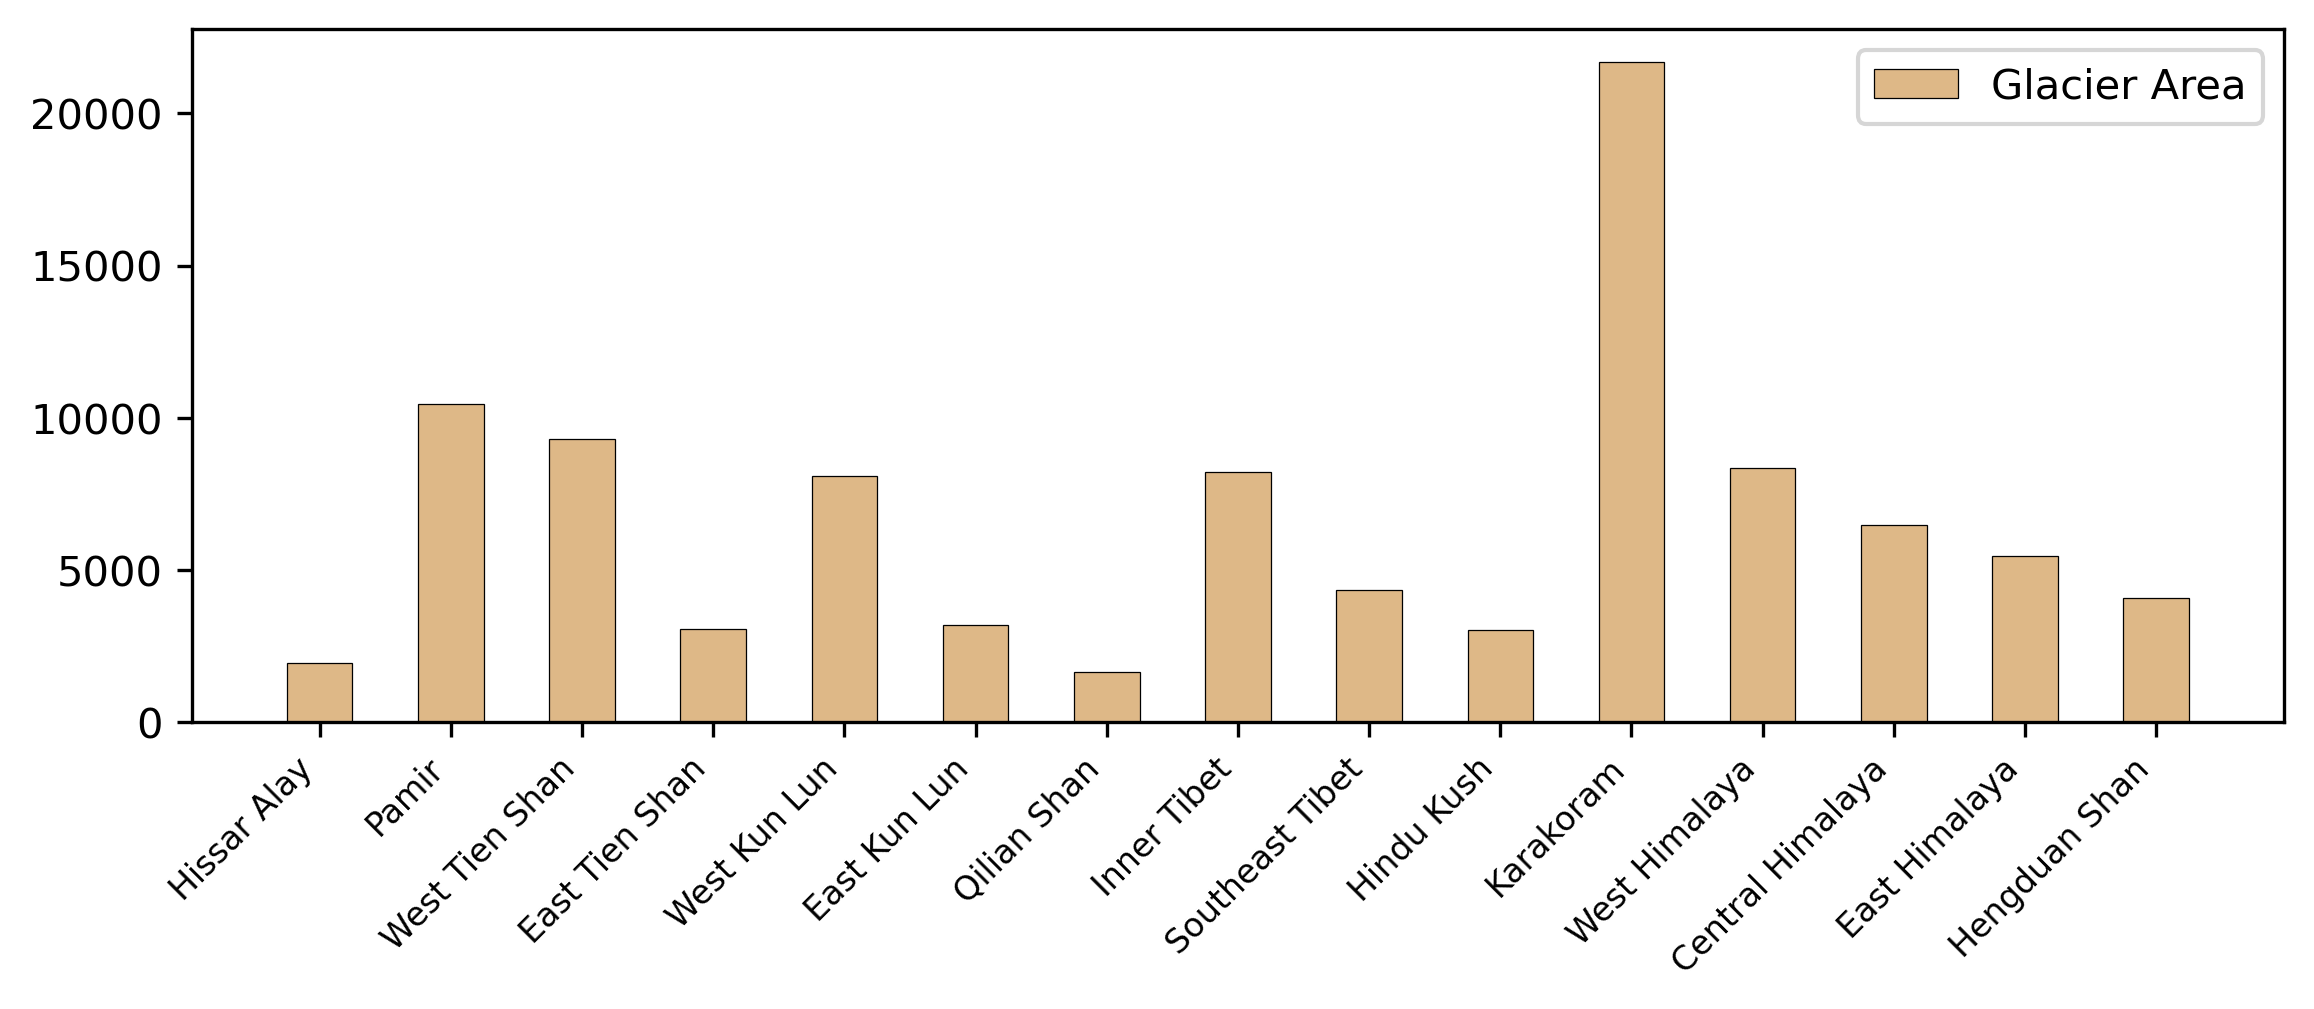 Glacier Area
20000
15000
10000
5000
0
Hissar Alay
Pamir
West Tien Shan
East Tien Shan
West Kun Lun
East Kun Lun
Qilian Shan
Inner Tibet
Southeast Tibet
Hindu Kush
Karakoram
West Himalaya
Central Himalaya
East Himalaya
Hengduan Shan